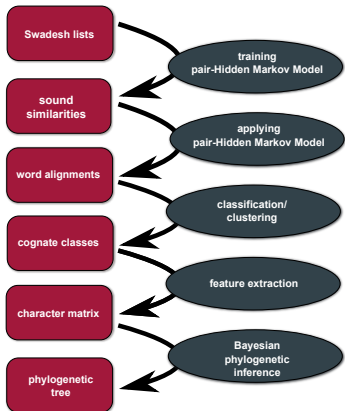 Swadesh lists
training
pair-Hidden Markov Model
sound
similarities
applying
pair-Hidden Markov Model
word alignments
classification/
clustering
cognate classes
feature extraction
character matrix
Bayesian
phylogenetic
inference
phylogenetic
tree